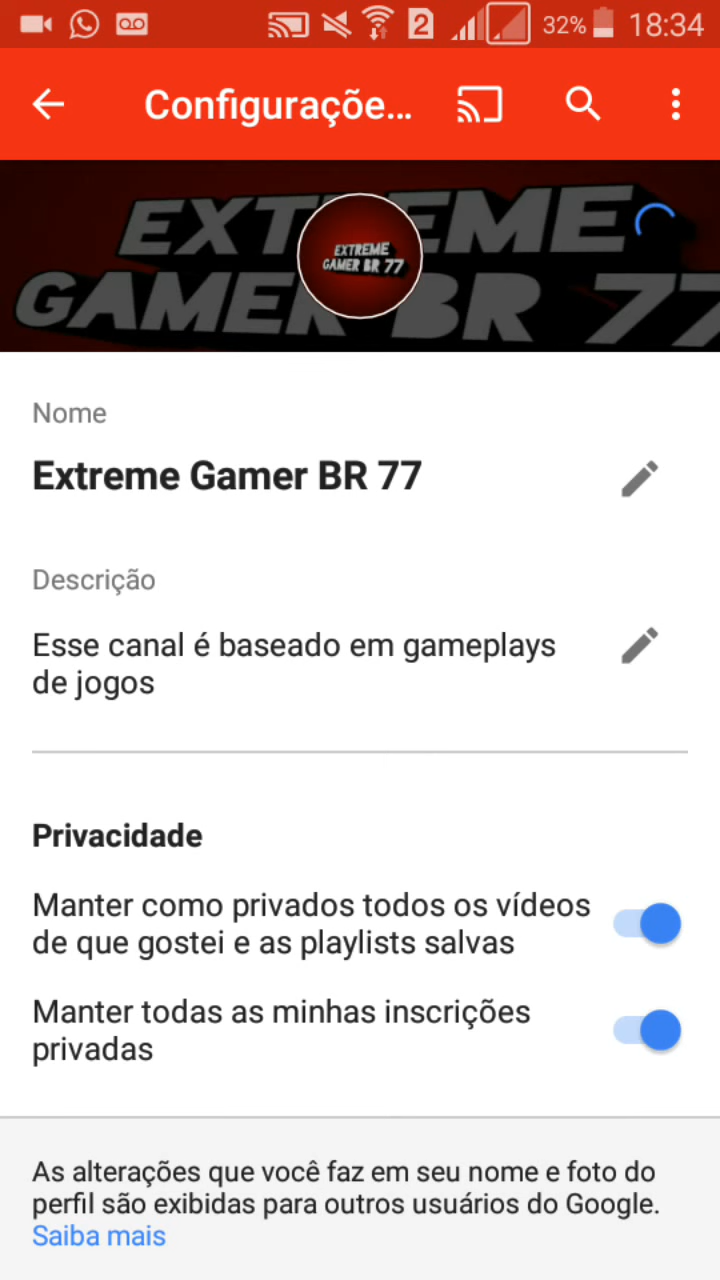 2 32% 18:34
Configuraçõe...
EXTREME
GAMER BR 77
EXTREME
GAMER BR 77
Nome
Extreme Gamer BR 77
Descrição
Esse canal é baseado em gameplays
de jogos
Privacidade
Manter como privados todos os vídeos
de que gostei e as playlists salvas
Manter todas as minhas inscrições
privadas
As alterações que você faz em seu nome e foto do
perfil são exibidas para outros usuários do Google.
Saiba mais